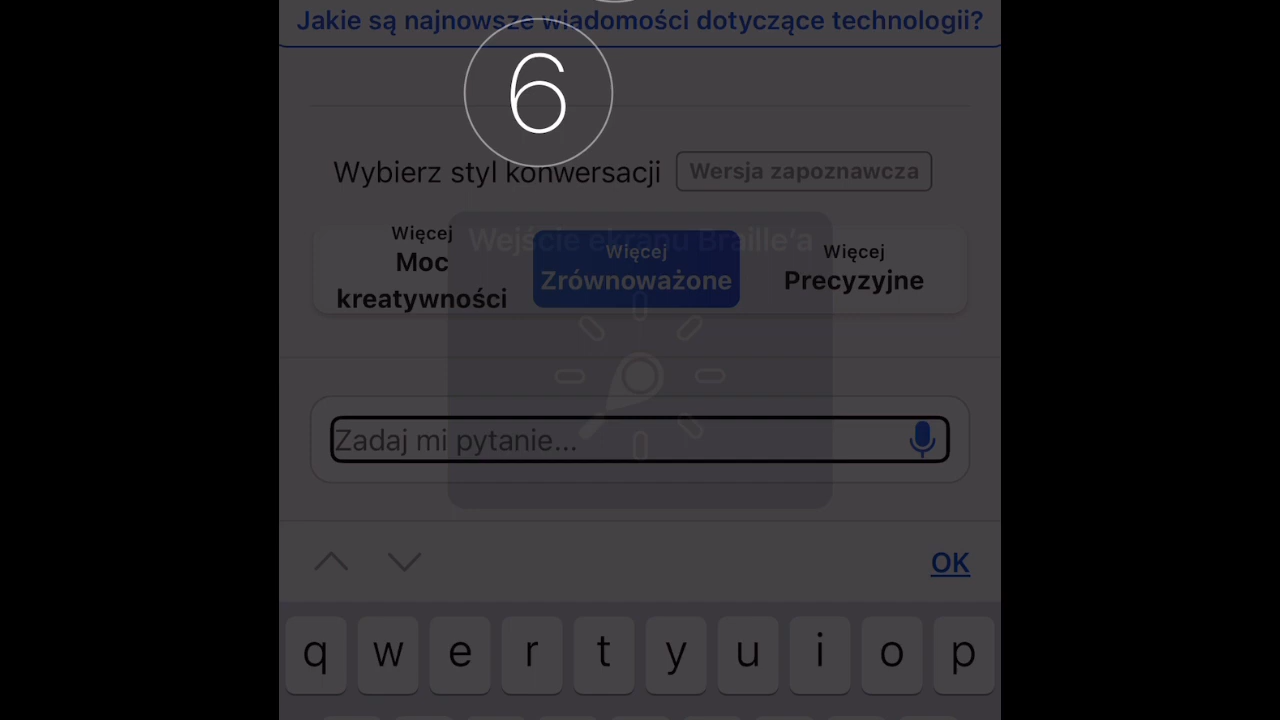 Jakie są najnowsze wiadomości dotyczące technologii?
6
Wybierz styl konwersacji Wersja zapoznawcza
Wejście ekranu Braille’a
Więcej
Moc
kreatywności
Więcej
Zrównoważone
Więcej
Precyzyjne
Zadaj mi pytanie...
OK
q w e r t y u i o p